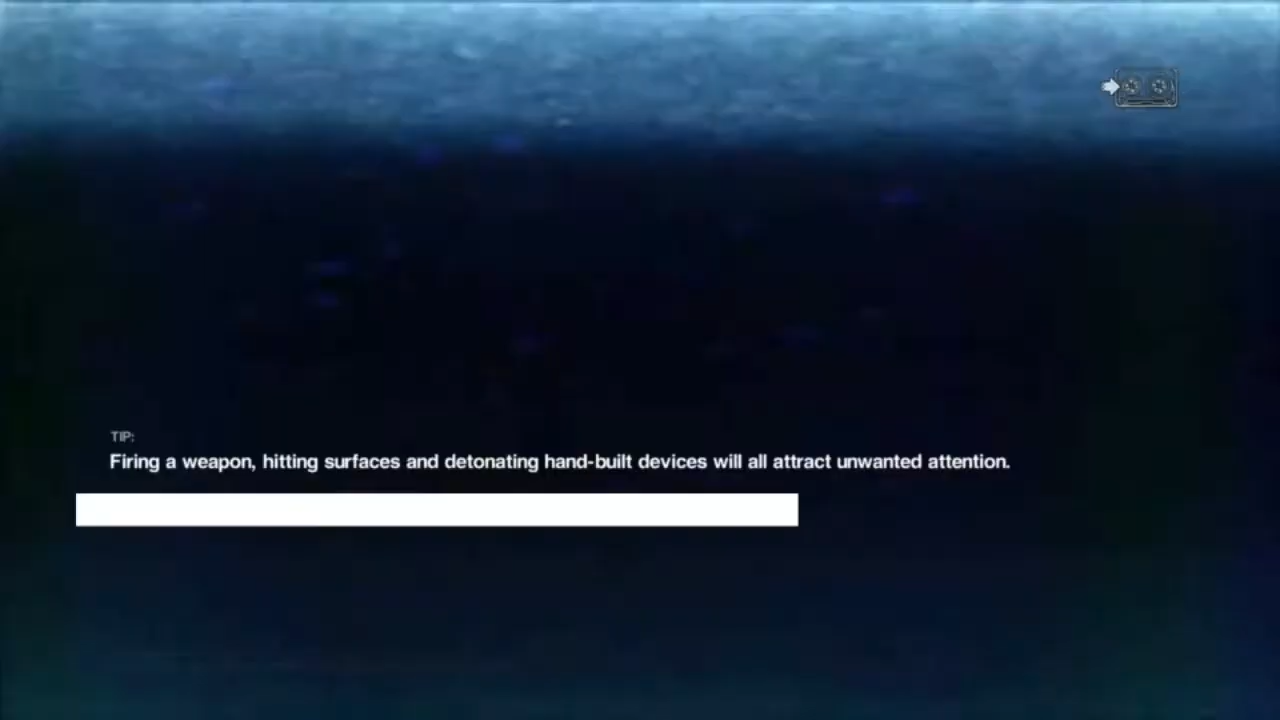 TIP:
Firing a weapon, hitting surfaces and detonating hand-built devices will all attract unwanted attention.